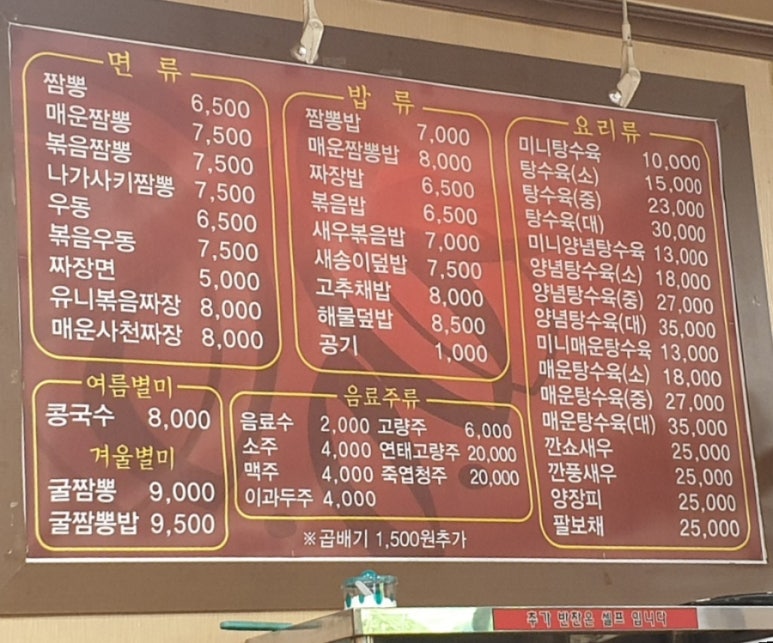 면 류
짬뽕 6,500
매운짬뽕 7,500
볶음짬뽕 7,500
나가사키짬뽕 7,500
우동 6,500
볶음우동 7,500
짜장면 5,000
유니볶음짜장 8,000
매운사천짜장 8,000
밥 류
짬뽕밥 7,000
매운짬뽕밥 8,000
짜장밥 6,500
볶음밥 6,500
새우볶음밥 7,000
새송이덮밥 7,500
고추채밥 8,000
해물덮밥 8,500
공기 1,000
요리류
미니탕수육 10,000
탕수육(소) 15,000
탕수육(중) 23,000
탕수육(대) 30,000
미니양념탕수육 13,000
양념탕수육(소) 18,000
양념탕수육(중) 27,000
양념탕수육(대) 35,000
미니매운탕수육 13,000
매운탕수육(소) 18,000
매운탕수육(중) 27,000
매운탕수육(대) 35,000
깐쇼새우 25,000
깐풍새우 25,000
양장피 25,000
팔보채 25,000
여름별미
콩국수 8,000
겨울별미
굴짬뽕 9,000
굴짬뽕밥 9,500
음료주류
음료수 2,000 고량주 6,000
소주 4,000 연태고량주 20,000
맥주 4,000 죽엽청주 20,000
이과두주 4,000
※곱배기 1,500원추가
추가 반찬은 셀프 입니다